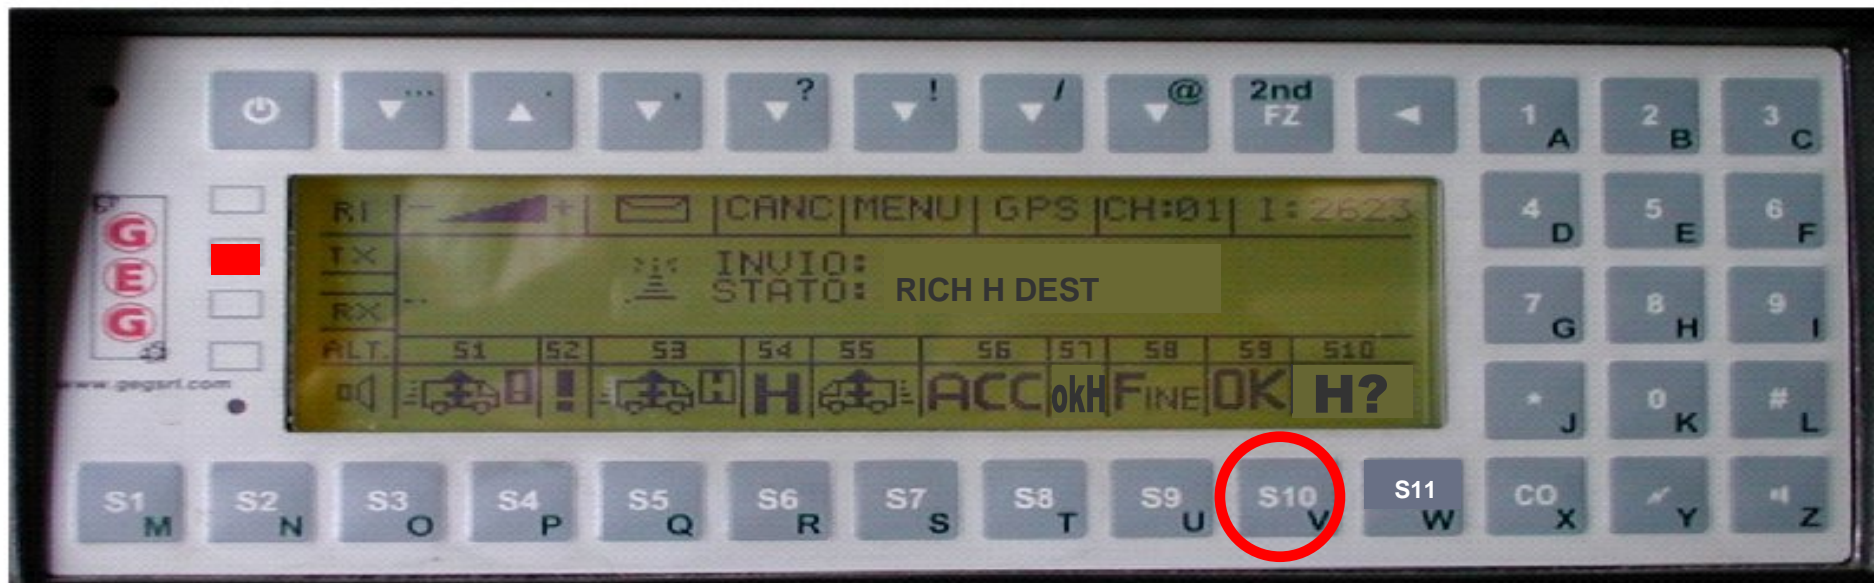 ... . . ? ! / @ 2nd FZ 1 A 2 B 3 C
GEG
www.gegsrl.com
RI - + CANC MENU GPS CH:01 I: 2623
4 D 5 E 6 F
TX INVIO:
STATO: RICH H DEST
RX
7 G 8 H 9 I
ALT. S1 S2 S3 S4 S5 S6 S7 S8 S9 S10
H ! H H ACC okH FINE OK H?
* J 0 K # L
S1 M S2 N S3 O S4 P S5 Q S6 R S7 S S8 T S9 U S10 V S11 W CO X Y Z